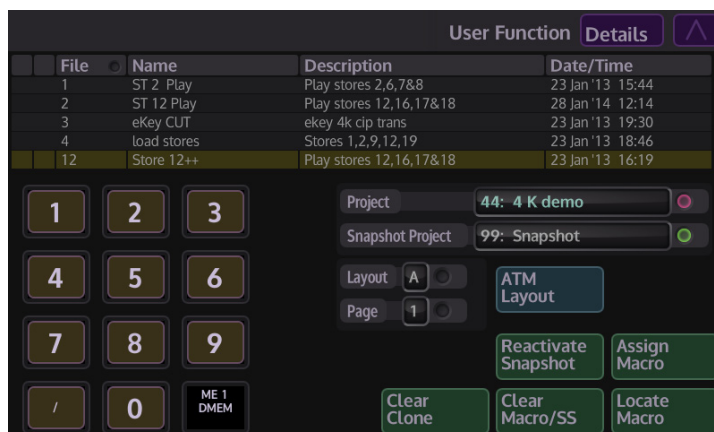 User Function Details
File Name Description Date/Time
1 ST 2 Play Play stores 2,6,7&8 23 Jan '13 15:44
2 ST 12 Play Play stores 12,16,17&18 28 Jan '14 12:14
3 eKey CUT ekey 4k cip trans 23 Jan '13 19:30
4 load stores Stores 1,2,9,12,19 23 Jan '13 18:46
12 Store 12++ Play stores 12,16,17&18 23 Jan '13 16:19
1 2 3
Project 44: 4 K demo
Snapshot Project 99: Snapshot
4 5 6
Layout A
ATM
Layout
Page 1
7 8 9
Reactivate
Snapshot
Assign
Macro
/ 0
ME 1
DMEM
Clear
Clone
Clear
Macro/SS
Locate
Macro